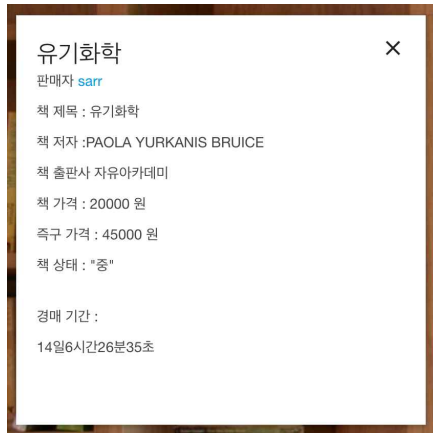 유기화학
판매자 sarr
책 제목 : 유기화학
책 저자 :PAOLA YURKANIS BRUICE
책 출판사 자유아카데미
책 가격 : 20000 원
즉구 가격 : 45000 원
책 상태 : "중"
경매 기간 :
14일6시간26분35초